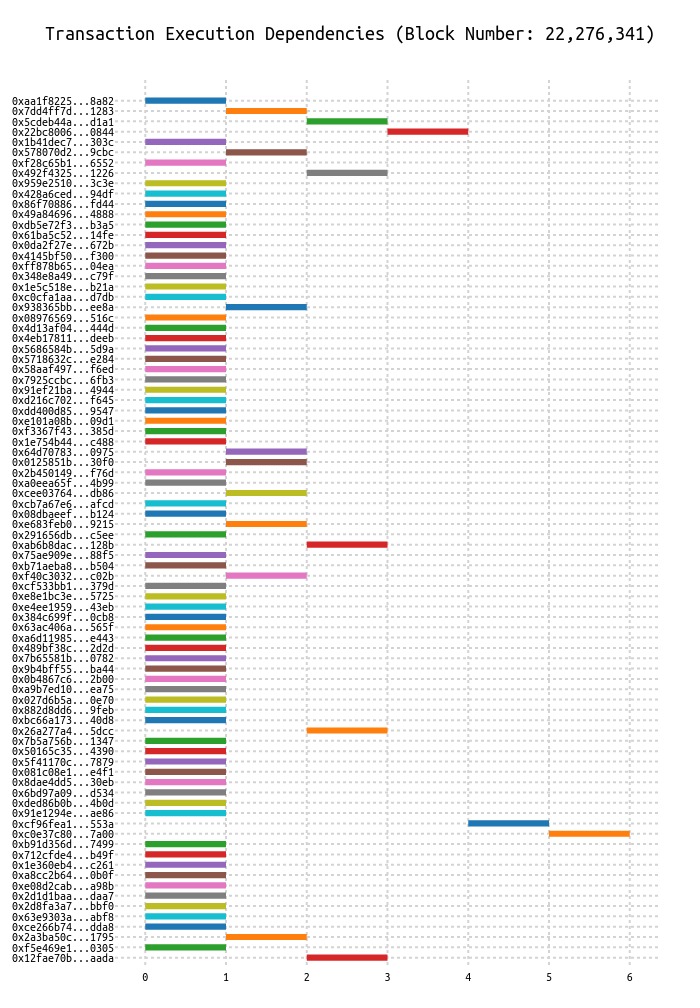 Transaction Execution Dependencies (Block Number: 22,276,341)
0xaa1f8225...8a82
0x7dd4ff7d...1283
0x5cdeb44a...d1a1
0x22bc8006...0844
0x1b41dec7...303c
0x578070d2...9cbc
0xf28c65b1...6552
0x492f4325...1226
0x959e2510...3c3e
0x428a6ced...94df
0x86f70886...fd44
0x49a84696...4888
0xdb5e72f3...b3a5
0x61ba5c52...14fe
0x0da2f27e...672b
0x4145bf50...f300
0xff878b65...04ea
0x348e8a49...c79f
0x1e5c518e...b21a
0xc0cfa1aa...d7db
0x938365bb...ee8a
0x08976569...516c
0x4d13af04...444d
0x4eb17811...deeb
0x5686584b...5d9a
0x5718632c...e284
0x58aaf497...f6ed
0x7925ccbc...6fb3
0x91ef21ba...4944
0xd216c702...f645
0xdd400d85...9547
0xe101a08b...09d1
0xf3367f43...385d
0x1e754b44...c488
0x64d70783...0975
0x0125851b...30f0
0x2b450149...f76d
0xa0eea65f...4b99
0xcee03764...db86
0xcb7a67e6...afcd
0x08dbaeef...b124
0xe683feb0...9215
0x291656db...c5ee
0xab6b8dac...128b
0x75ae909e...88f5
0xb71aeba8...b504
0xf40c3032...c02b
0xcf533bb1...379d
0xe8e1bc3e...5725
0xe4ee1959...43eb
0x384c699f...0cb8
0x63ac406a...565f
0xa6d11985...e443
0x489bf38c...2d2d
0x7b65581b...0782
0x9b4bff55...ba44
0x0b4867c6...2b00
0xa9b7ed10...ea75
0x027d6b5a...0e70
0x882d8dd6...9feb
0xbc66a173...40d8
0x26a277a4...5dcc
0x7b5a756b...1347
0x50165c35...4390
0x5f41170c...7879
0x081c08e1...e4f1
0x8dae4dd5...30eb
0x6bd97a09...d534
0xded86b0b...4b0d
0x91e1294e...ae86
0xcf96fea1...553a
0xc0e37c80...7a00
0xb91d356d...7499
0x712cfde4...b49f
0x1e360eb4...c261
0xa8cc2b64...0b0f
0xe08d2cab...a98b
0x2d1d1baa...daa7
0x2d8fa3a7...bbf0
0x63e9303a...abf8
0xce266b74...dda8
0x2a3ba50c...1795
0xf5e469e1...0305
0x12fae70b...aada
0 1 2 3 4 5 6